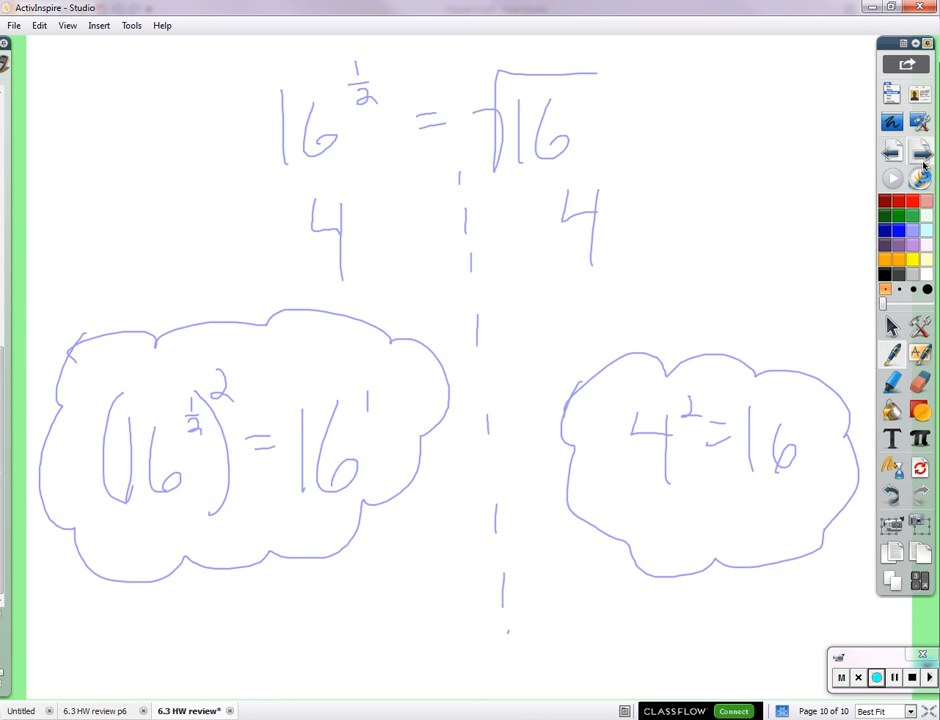 ActivInspire - Studio
File Edit View Insert Tools Help
16^{1/2} = √16
4 4
(16^{1/2})^2 = 16^1
4^2 = 16
T π
M
Untitled 6.3 HW review p6 6.3 HW review* CLASSFLOW Connect Page 10 of 10 Best Fit